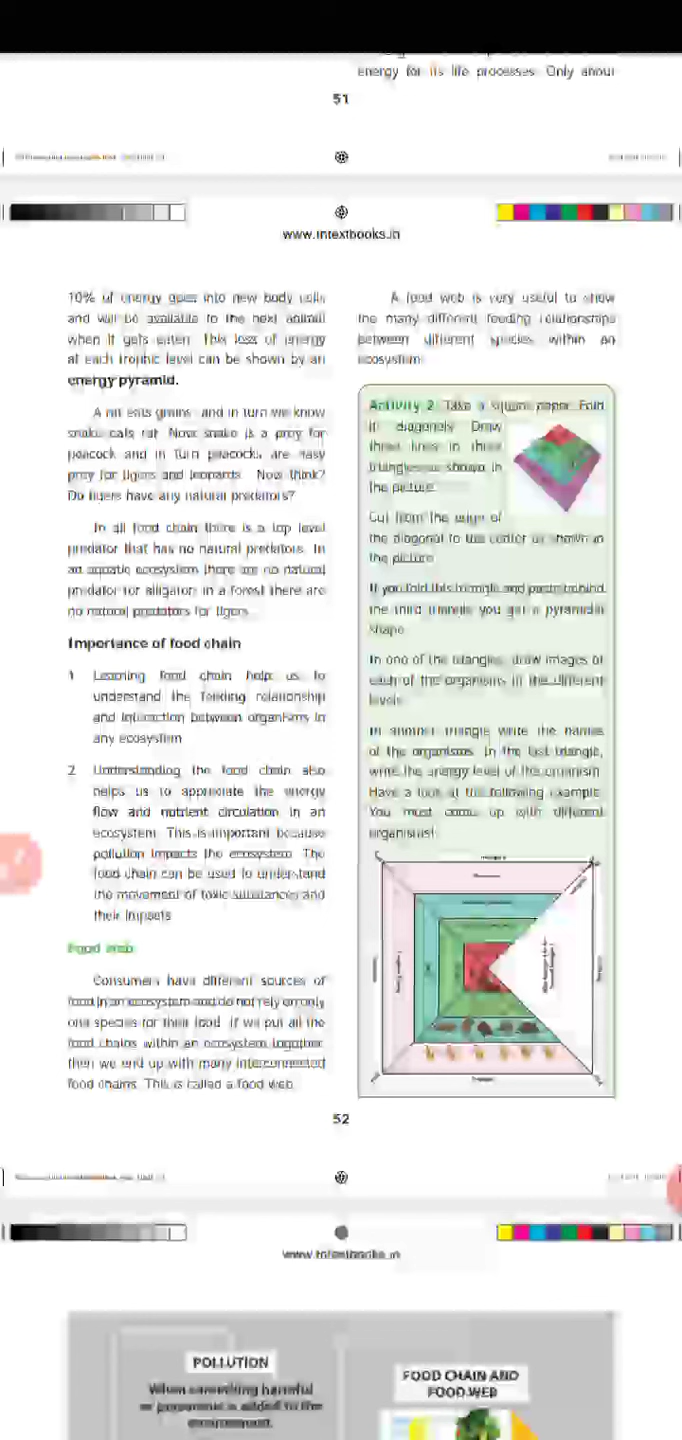 energy for its life processes. Only about
51
www.intextbooks.in
10% of energy goes into new body cells
and will be available to the next animal
when it gets eaten. This loss of energy
at each trophic level can be shown by an
energy pyramid.
A rat eats grains and in turn we know
snake eats rat. Now snake is a prey for
peacock and in turn peacocks are easy
prey for tigers and leopards. Now think?
Do tigers have any natural predators?
In all food chain there is a top level
predator that has no natural predators. In
an aquatic ecosystem there are no natural
predator for alligator, in a forest there are
no natural predators for tigers.
Importance of food chain
1. Learning food chain help us to
understand the feeding relationship
and interaction between organisms in
any ecosystem
2. Understanding the food chain also
helps us to appreciate the energy
flow and nutrient circulation in an
ecosystem. This is important because
pollution impacts the ecosystem. The
food chain can be used to understand
the movement of toxic substances and
their impacts
Food web
Consumers have different sources of
food in an ecosystem and do not rely on only
one species for their food. If we put all the
food chains within an ecosystem together,
then we end up with many interconnected
food chains. This is called a food web.
A food web is very useful to show
the many different feeding relationships
between different species within an
ecosystem.
Activity 2 Take a square paper. Fold
it diagonely. Draw
three lines in three
triangles as shown in
the picture.
Cut from the edge of
the diagonal to the center as shown in
the picture.
If you fold this triangle and paste behind
the third triangle you get a pyramidal
shape.
In one of the triangles, draw images of
each of the organisms in the different
levels.
In another triangle write the names
of the organisms. In the last triangle,
write the energy level of the organism.
Have a look at the following example.
You must come up with different
organisms!
52
www.intextbooks.in
POLLUTION
When something harmful
or poisonous is added to the
environment.
FOOD CHAIN AND
FOOD WEB